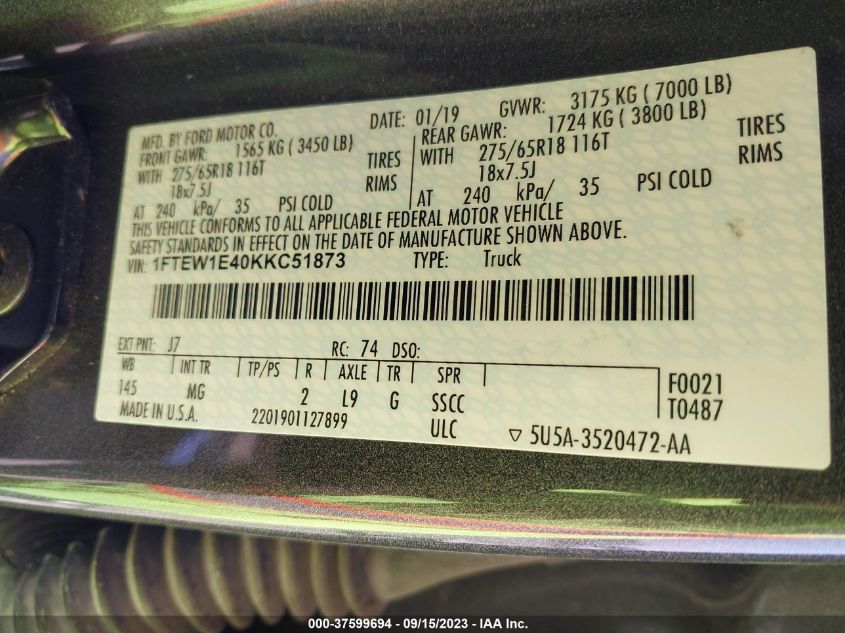 MFD. BY FORD MOTOR CO. DATE: 01/19 GVWR: 3175 KG ( 7000 LB)
FRONT GAWR: 1565 KG ( 3450 LB) REAR GAWR: 1724 KG ( 3800 LB)
WITH 275/65R18 116T TIRES WITH 275/65R18 116T TIRES
18x7.5J RIMS 18x7.5J RIMS
AT 240 kPa/ 35 PSI COLD AT 240 kPa/ 35 PSI COLD
THIS VEHICLE CONFORMS TO ALL APPLICABLE FEDERAL MOTOR VEHICLE
SAFETY STANDARDS IN EFFECT ON THE DATE OF MANUFACTURE SHOWN ABOVE.
VIN: 1FTEW1E40KKC51873 TYPE: Truck
EXT PNT: J7 RC: 74 DSO:
WB INT TR TP/PS R AXLE TR SPR F0021
145 MG 2 L9 G SSCC T0487
MADE IN U.S.A. 2201901127899 ULC ▽ 5U5A-3520472-AA
000-37599694 - 09/15/2023 - IAA Inc.